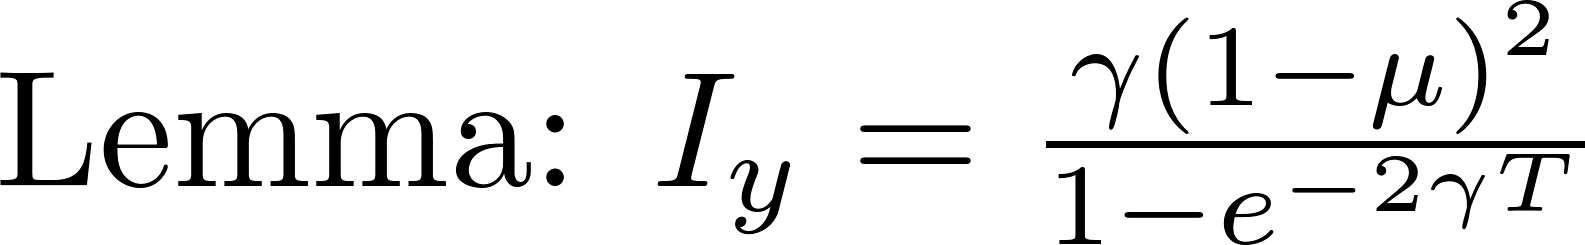 Lemma: $I_y = \frac{\gamma(1-\mu)^2}{1-e^{-2\gamma T}}$